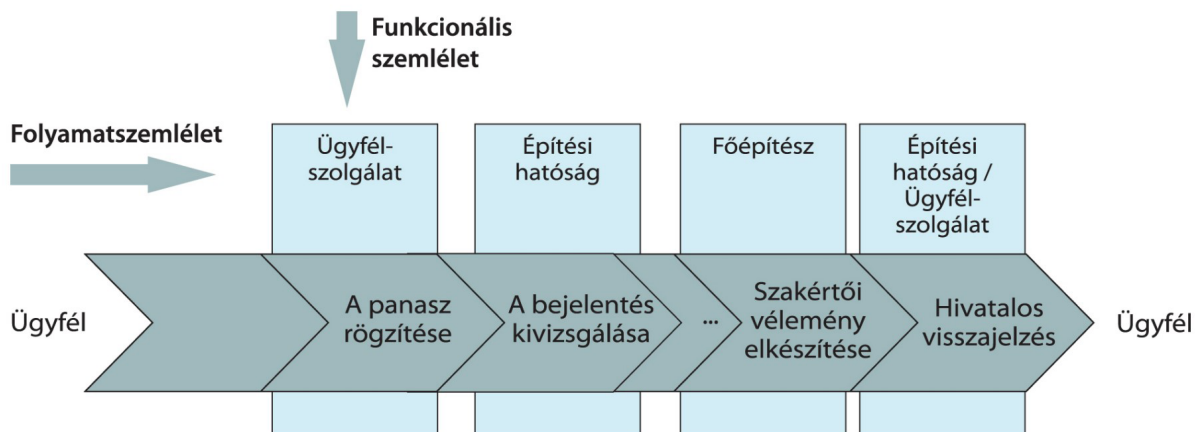 Funkcionális
szemlélet
Folyamatszemlélet
Ügyfél-
szolgálat
Építési
hatóság
Főépítész
Építési
hatóság /
Ügyfél-
szolgálat
Ügyfél
A panasz
rögzítése
A bejelentés
kivizsgálása
...
Szakértői
vélemény
elkészítése
Hivatalos
visszajelzés
Ügyfél